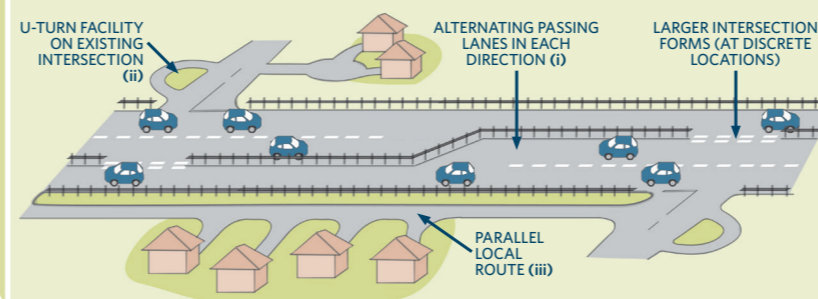 U-TURN FACILITY
ON EXISTING
INTERSECTION
(ii)
ALTERNATING PASSING
LANES IN EACH
DIRECTION (i)
LARGER INTERSECTION
FORMS (AT DISCRETE
LOCATIONS)
PARALLEL
LOCAL
ROUTE (iii)